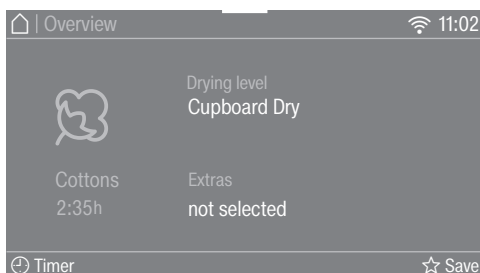 | Overview
11:02
Drying level
Cupboard Dry
Cottons
2:35h
Extras
not selected
Timer
Save